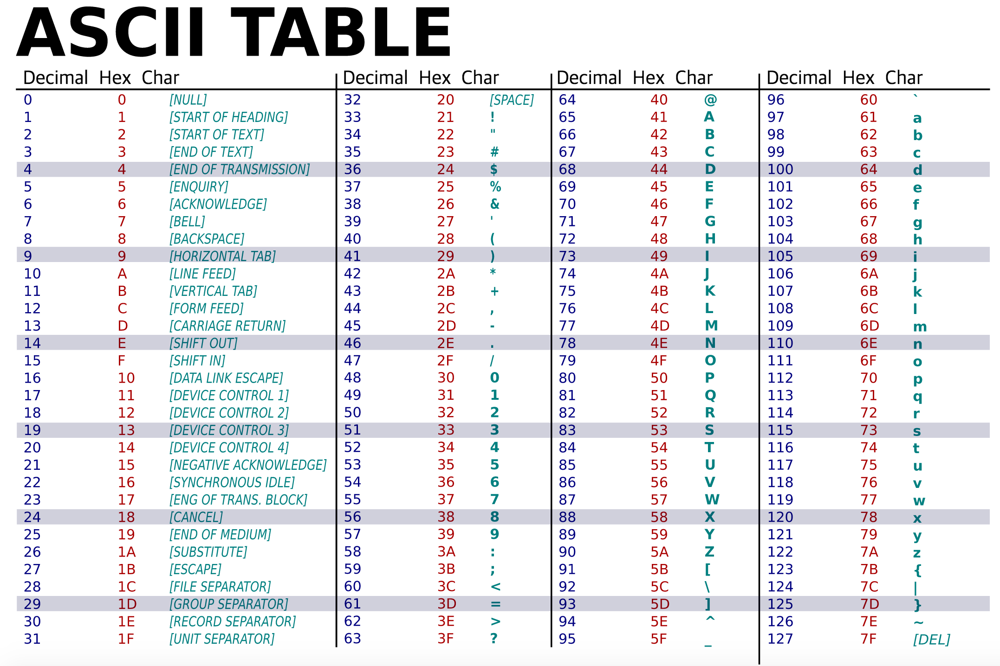 ASCII TABLE
Decimal Hex Char Decimal Hex Char Decimal Hex Char Decimal Hex Char
0 0 [NULL] 32 20 [SPACE] 64 40 @ 96 60 `
1 1 [START OF HEADING] 33 21 ! 65 41 A 97 61 a
2 2 [START OF TEXT] 34 22 " 66 42 B 98 62 b
3 3 [END OF TEXT] 35 23 # 67 43 C 99 63 c
4 4 [END OF TRANSMISSION] 36 24 $ 68 44 D 100 64 d
5 5 [ENQUIRY] 37 25 % 69 45 E 101 65 e
6 6 [ACKNOWLEDGE] 38 26 & 70 46 F 102 66 f
7 7 [BELL] 39 27 ' 71 47 G 103 67 g
8 8 [BACKSPACE] 40 28 ( 72 48 H 104 68 h
9 9 [HORIZONTAL TAB] 41 29 ) 73 49 I 105 69 i
10 A [LINE FEED] 42 2A * 74 4A J 106 6A j
11 B [VERTICAL TAB] 43 2B + 75 4B K 107 6B k
12 C [FORM FEED] 44 2C , 76 4C L 108 6C l
13 D [CARRIAGE RETURN] 45 2D - 77 4D M 109 6D m
14 E [SHIFT OUT] 46 2E . 78 4E N 110 6E n
15 F [SHIFT IN] 47 2F / 79 4F O 111 6F o
16 10 [DATA LINK ESCAPE] 48 30 0 80 50 P 112 70 p
17 11 [DEVICE CONTROL 1] 49 31 1 81 51 Q 113 71 q
18 12 [DEVICE CONTROL 2] 50 32 2 82 52 R 114 72 r
19 13 [DEVICE CONTROL 3] 51 33 3 83 53 S 115 73 s
20 14 [DEVICE CONTROL 4] 52 34 4 84 54 T 116 74 t
21 15 [NEGATIVE ACKNOWLEDGE] 53 35 5 85 55 U 117 75 u
22 16 [SYNCHRONOUS IDLE] 54 36 6 86 56 V 118 76 v
23 17 [ENG OF TRANS. BLOCK] 55 37 7 87 57 W 119 77 w
24 18 [CANCEL] 56 38 8 88 58 X 120 78 x
25 19 [END OF MEDIUM] 57 39 9 89 59 Y 121 79 y
26 1A [SUBSTITUTE] 58 3A : 90 5A Z 122 7A z
27 1B [ESCAPE] 59 3B ; 91 5B [ 123 7B {
28 1C [FILE SEPARATOR] 60 3C < 92 5C \ 124 7C |
29 1D [GROUP SEPARATOR] 61 3D = 93 5D ] 125 7D }
30 1E [RECORD SEPARATOR] 62 3E > 94 5E ^ 126 7E ~
31 1F [UNIT SEPARATOR] 63 3F ? 95 5F _ 127 7F [DEL]